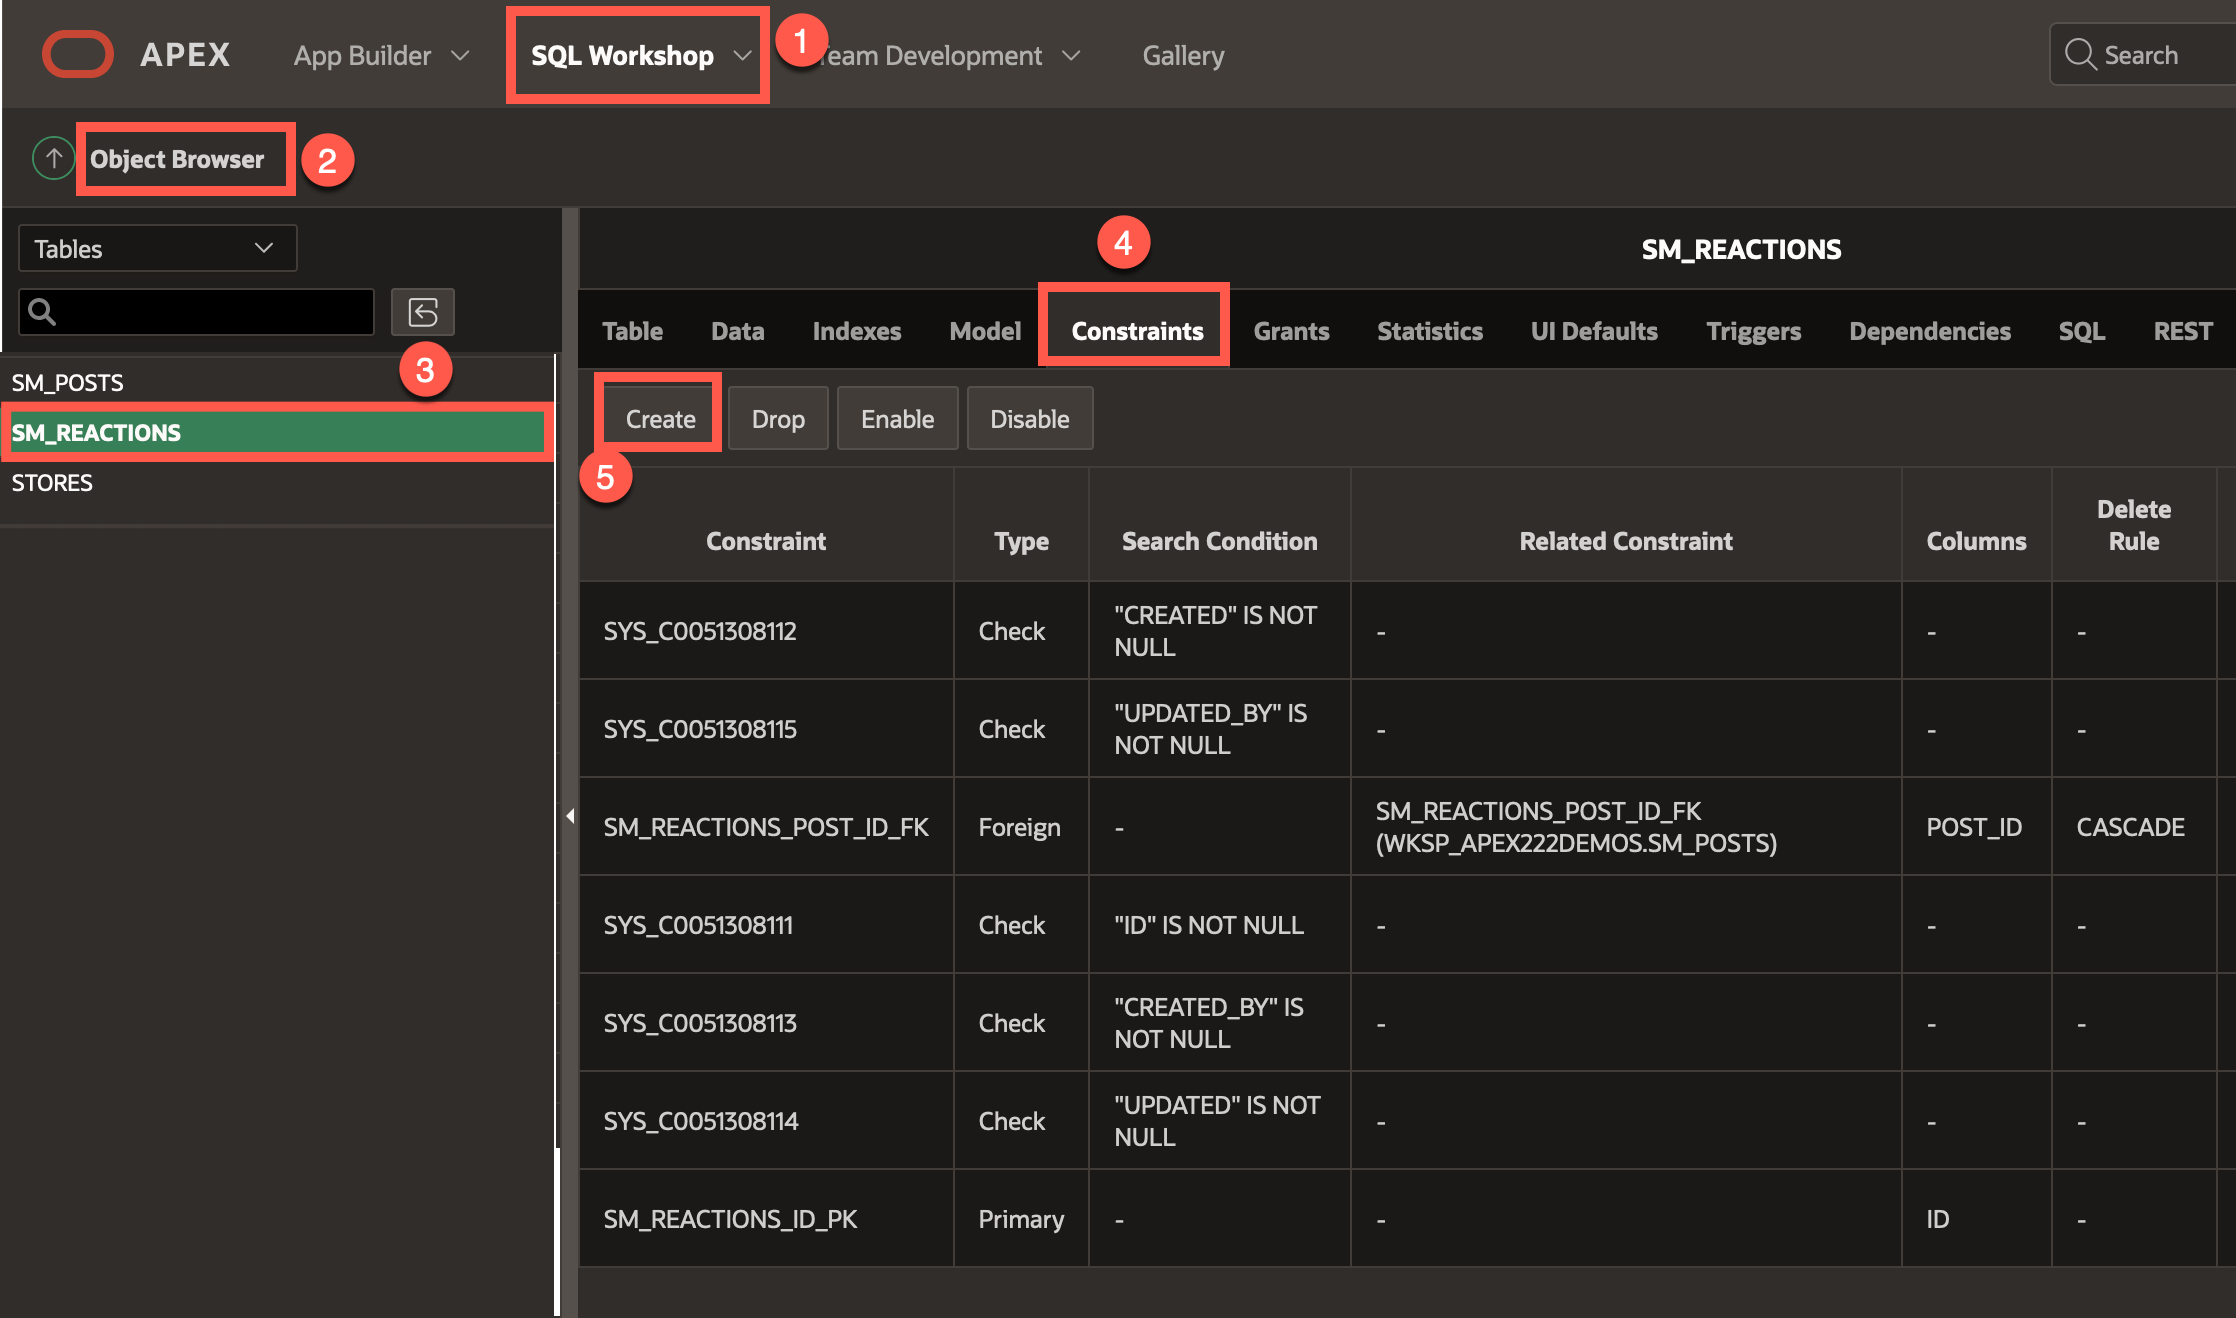 APEX App Builder SQL Workshop 1 Team Development Gallery Search
Object Browser 2
Tables
4
SM_REACTIONS
3
SM_POSTS
SM_REACTIONS
STORES
Table Data Indexes Model Constraints Grants Statistics UI Defaults Triggers Dependencies SQL REST
Create Drop Enable Disable
5
Constraint Type Search Condition Related Constraint Columns Delete
Rule
SYS_C0051308112 Check "CREATED" IS NOT
NULL - - -
SYS_C0051308115 Check "UPDATED_BY" IS
NOT NULL - - -
SM_REACTIONS_POST_ID_FK Foreign - SM_REACTIONS_POST_ID_FK
(WKSP_APEX222DEMOS.SM_POSTS) POST_ID CASCADE
SYS_C0051308111 Check "ID" IS NOT NULL - - -
SYS_C0051308113 Check "CREATED_BY" IS
NOT NULL - - -
SYS_C0051308114 Check "UPDATED" IS NOT
NULL - - -
SM_REACTIONS_ID_PK Primary - - ID -